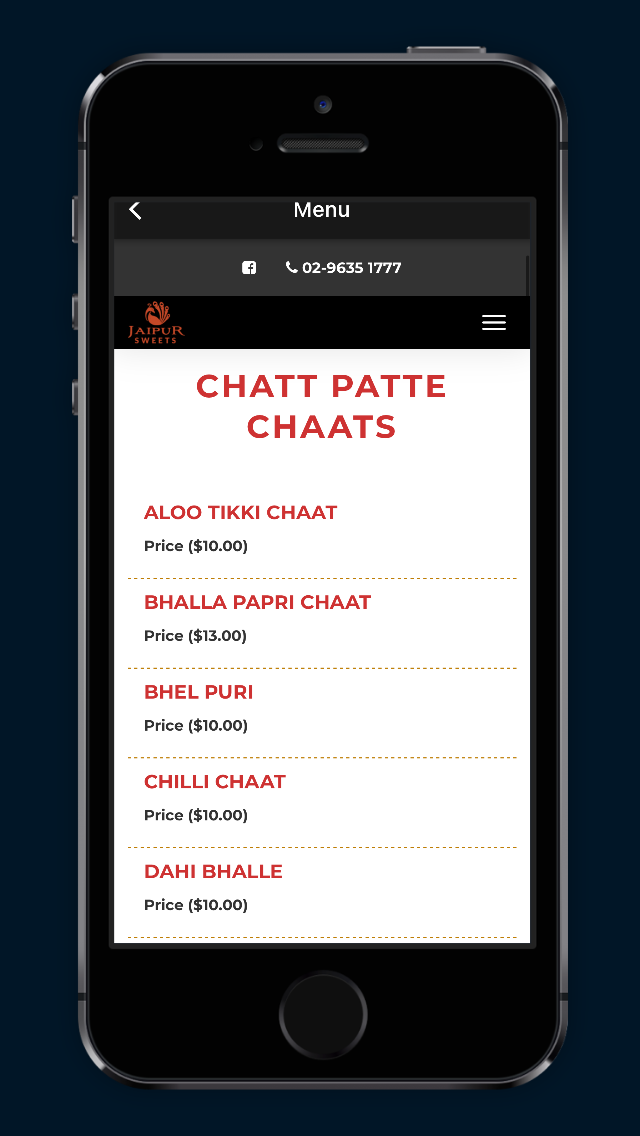 Menu
02-9635 1777
JAIPUR
SWEETS
CHATT PATTE
CHAATS
ALOO TIKKI CHAAT
Price ($10.00)
BHALLA PAPRI CHAAT
Price ($13.00)
BHEL PURI
Price ($10.00)
CHILLI CHAAT
Price ($10.00)
DAHI BHALLE
Price ($10.00)